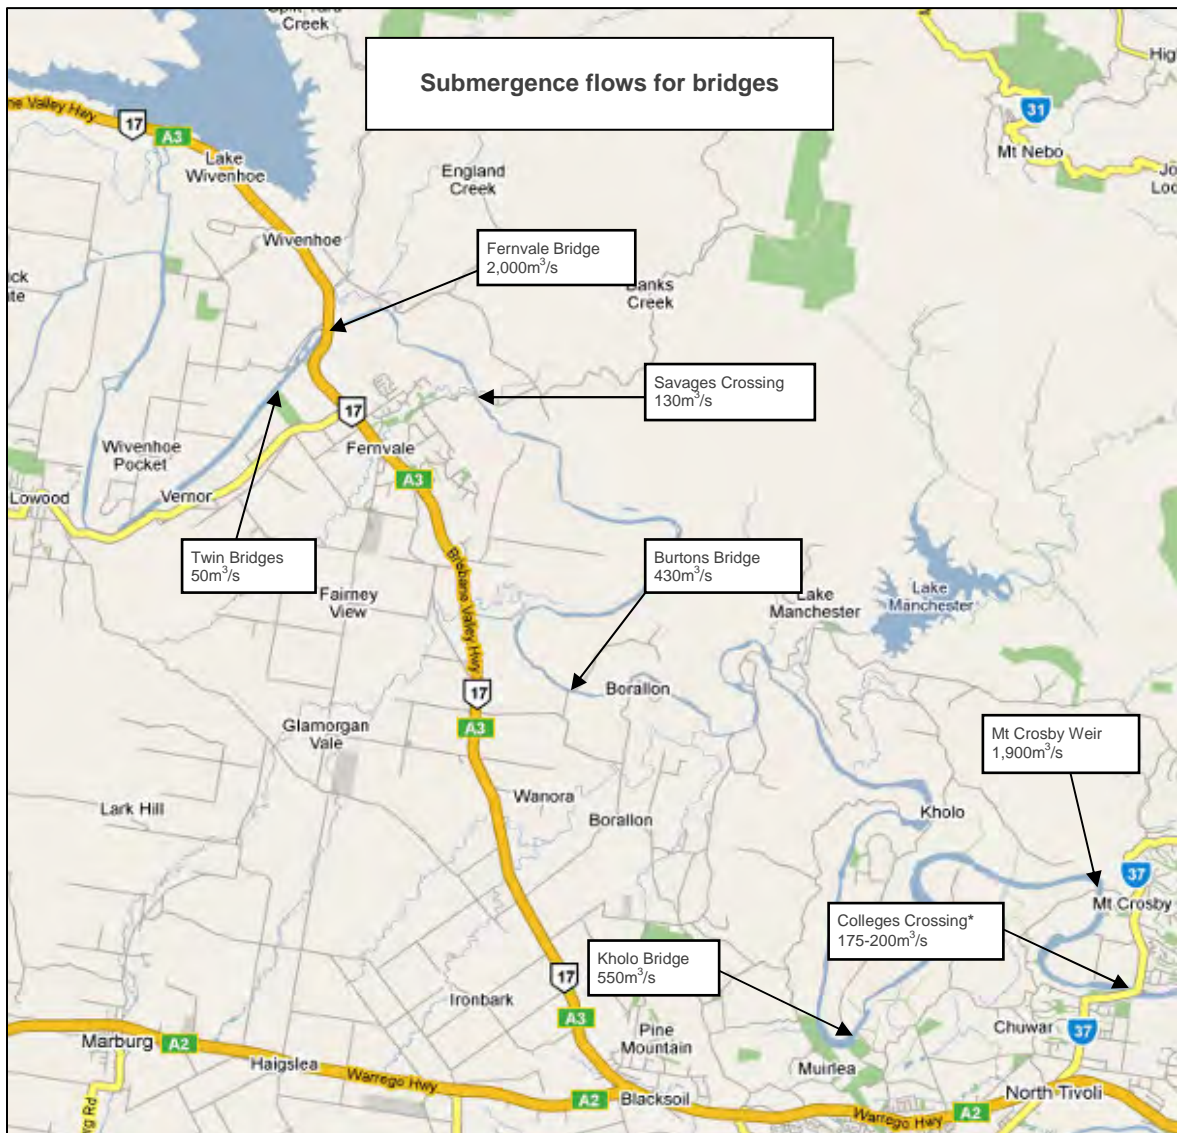 Creek
Submergence flows for bridges
ne Valley Hwy
17
A3
Lake
Wivenhoe
England
Creek
31
Mt Nebo
Wivenhoe
Fernvale Bridge
2,000m³/s
Banks
Creek
Savages Crossing
130m³/s
17
Wivenhoe
Pocket
Fernvale
A3
Lowood
Vernor
Twin Bridges
50m³/s
Burtons Bridge
430m³/s
Brisbane Valley Hwy
Fairney
View
Lake
Manchester
Lake
Manchester
17
Borallon
A3
Glamorgan
Vale
Mt Crosby Weir
1,900m³/s
Wanora
Lark Hill
Borallon
Kholo
37
Mt Crosby
Colleges Crossing*
175-200m³/s
Kholo Bridge
550m³/s
17
Ironbark
A3
Pine
Mountain
Chuwar
37
Marburg
A2
Haigslea
Warrego Hwy
Muirlea
A2
Blacksoil
North Tivoli
Warrego Hwy
A2